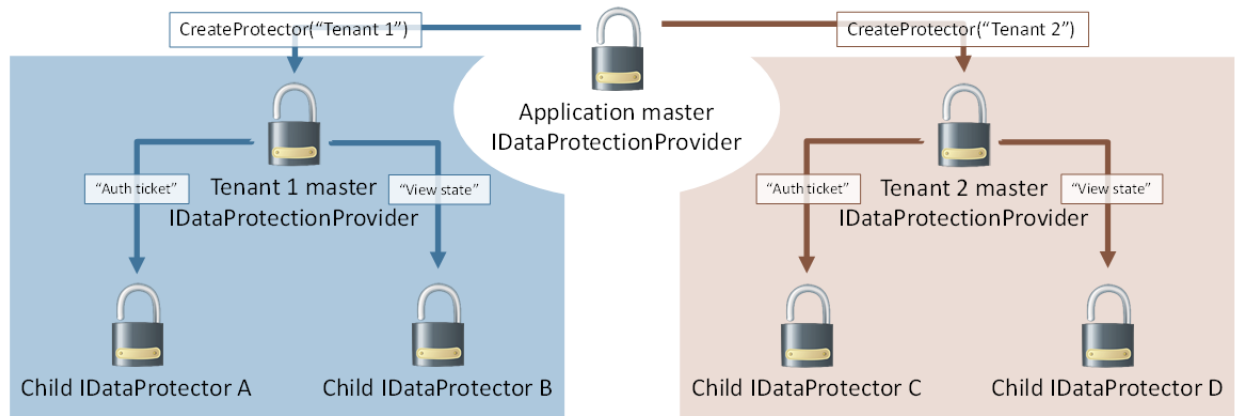 CreateProtector(“Tenant 1”)
CreateProtector(“Tenant 2”)
Application master
IDataProtectionProvider
“Auth ticket”
“View state”
Tenant 1 master
IDataProtectionProvider
“Auth ticket”
“View state”
Tenant 2 master
IDataProtectionProvider
Child IDataProtector A
Child IDataProtector B
Child IDataProtector C
Child IDataProtector D